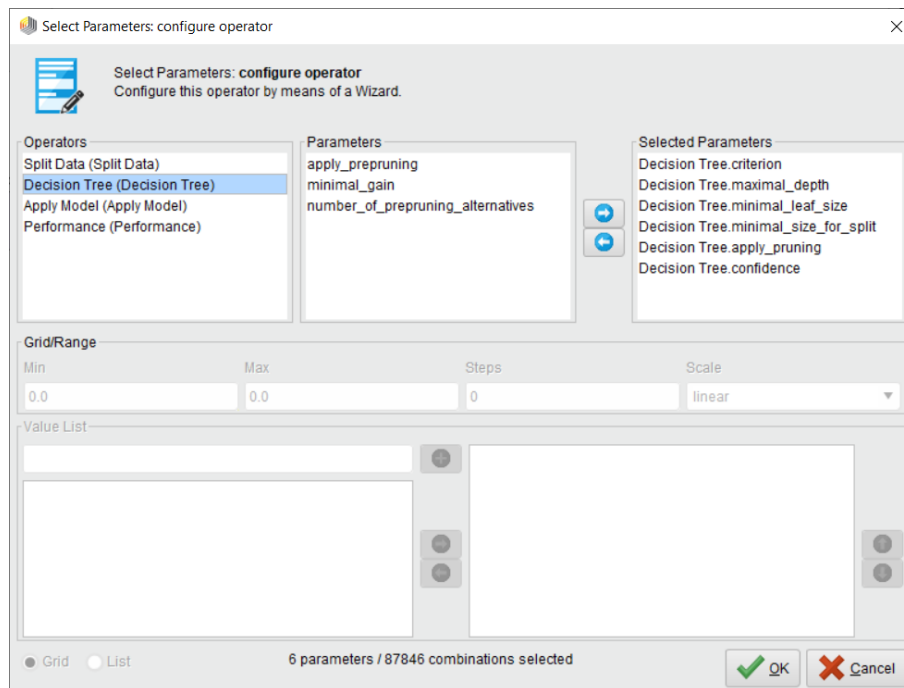 Select Parameters: configure operator
Select Parameters: configure operator
Configure this operator by means of a Wizard.
Operators
Split Data (Split Data)
Decision Tree (Decision Tree)
Apply Model (Apply Model)
Performance (Performance)
Parameters
apply_prepruning
minimal_gain
number_of_prepruning_alternatives
Selected Parameters
Decision Tree.criterion
Decision Tree.maximal_depth
Decision Tree.minimal_leaf_size
Decision Tree.minimal_size_for_split
Decision Tree.apply_pruning
Decision Tree.confidence
Grid/Range
Min Max Steps Scale
0.0 0.0 0 linear
Value List
Grid List 6 parameters / 87846 combinations selected OK Cancel